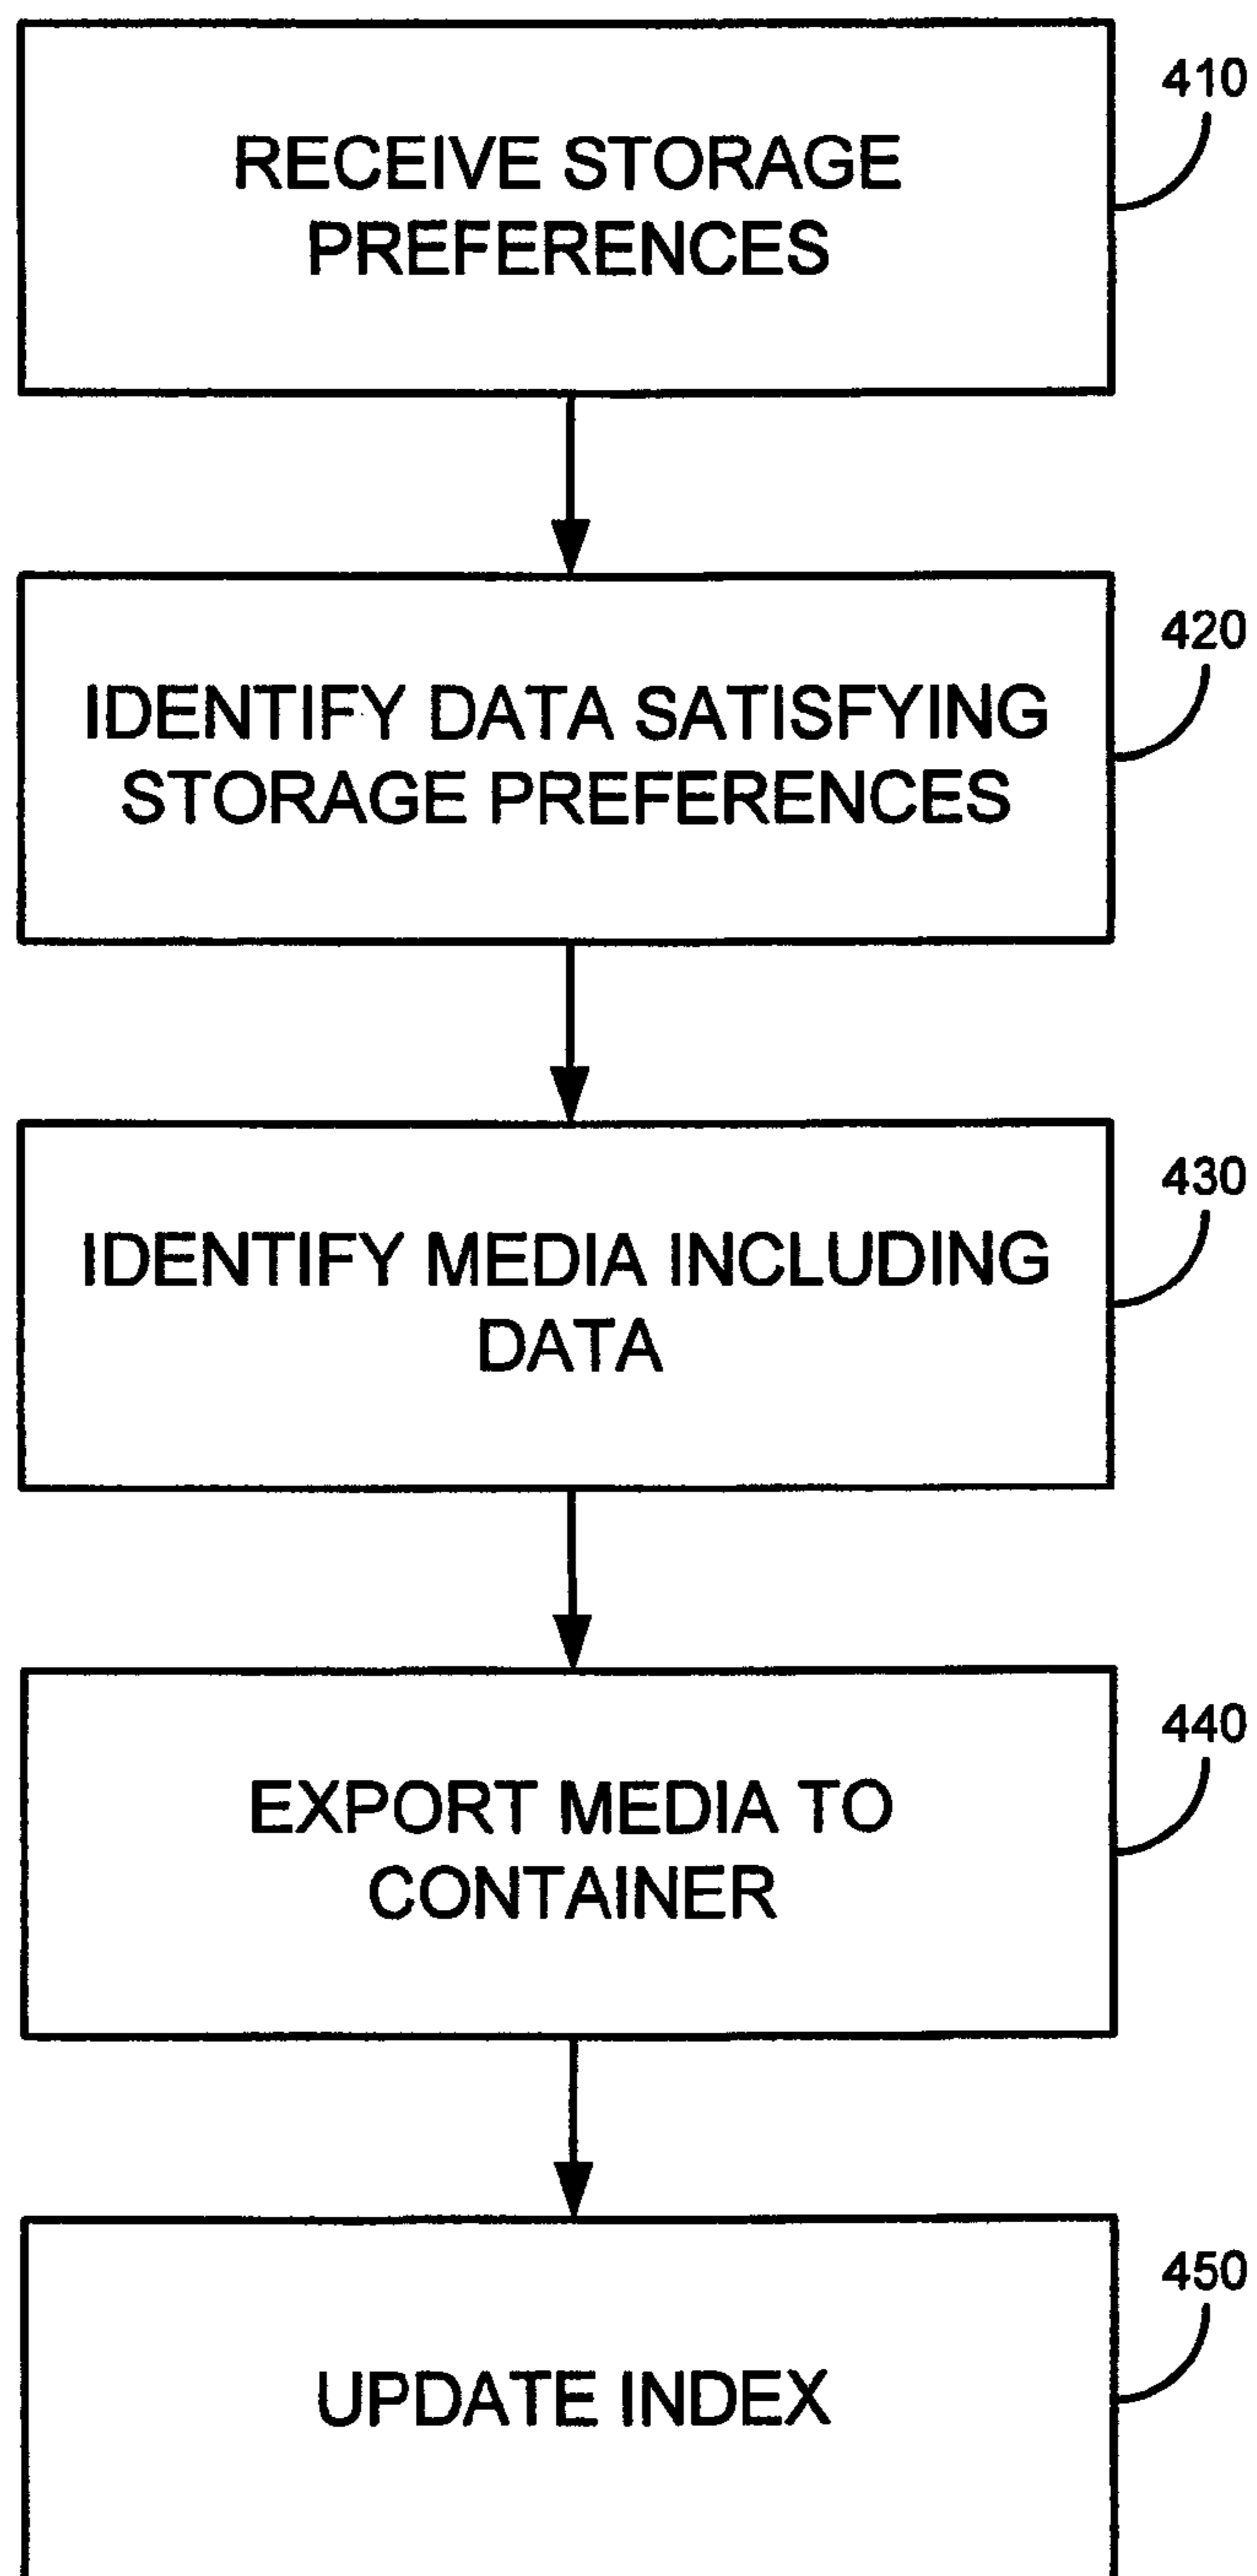 410
RECEIVE STORAGE
PREFERENCES
420
IDENTIFY DATA SATISFYING
STORAGE PREFERENCES
430
IDENTIFY MEDIA INCLUDING
DATA
440
EXPORT MEDIA TO
CONTAINER
450
UPDATE INDEX